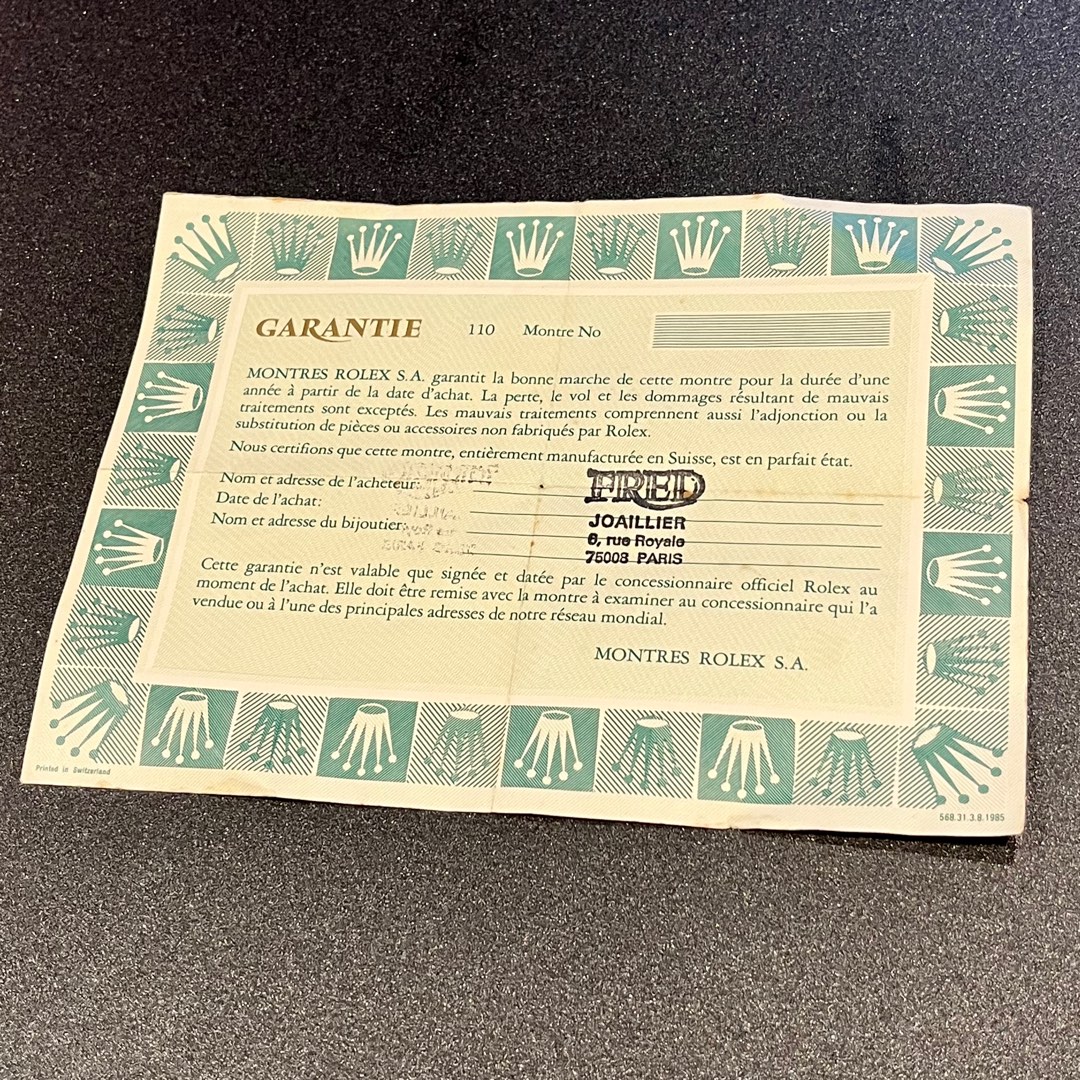 GARANTIE 110 Montre No
MONTRES ROLEX S.A. garantit la bonne marche de cette montre pour la durée d'une
année à partir de la date d'achat. La perte, le vol et les dommages résultant de mauvais
traitements sont exceptés. Les mauvais traitements comprennent aussi l'adjonction ou la
substitution de pièces ou accessoires non fabriqués par Rolex.
Nous certifions que cette montre, entièrement manufacturée en Suisse, est en parfait état.
Nom et adresse de l'acheteur:
Date de l'achat:
Nom et adresse du bijoutier:
FRED
JOAILLIER
6, rue Royale
75008 PARIS
Cette garantie n'est valable que signée et datée par le concessionnaire officiel Rolex au
moment de l'achat. Elle doit être remise avec la montre à examiner au concessionnaire qui l'a
vendue ou à l'une des principales adresses de notre réseau mondial.
MONTRES ROLEX S.A.
Printed in Switzerland
568.31.3.8.1985